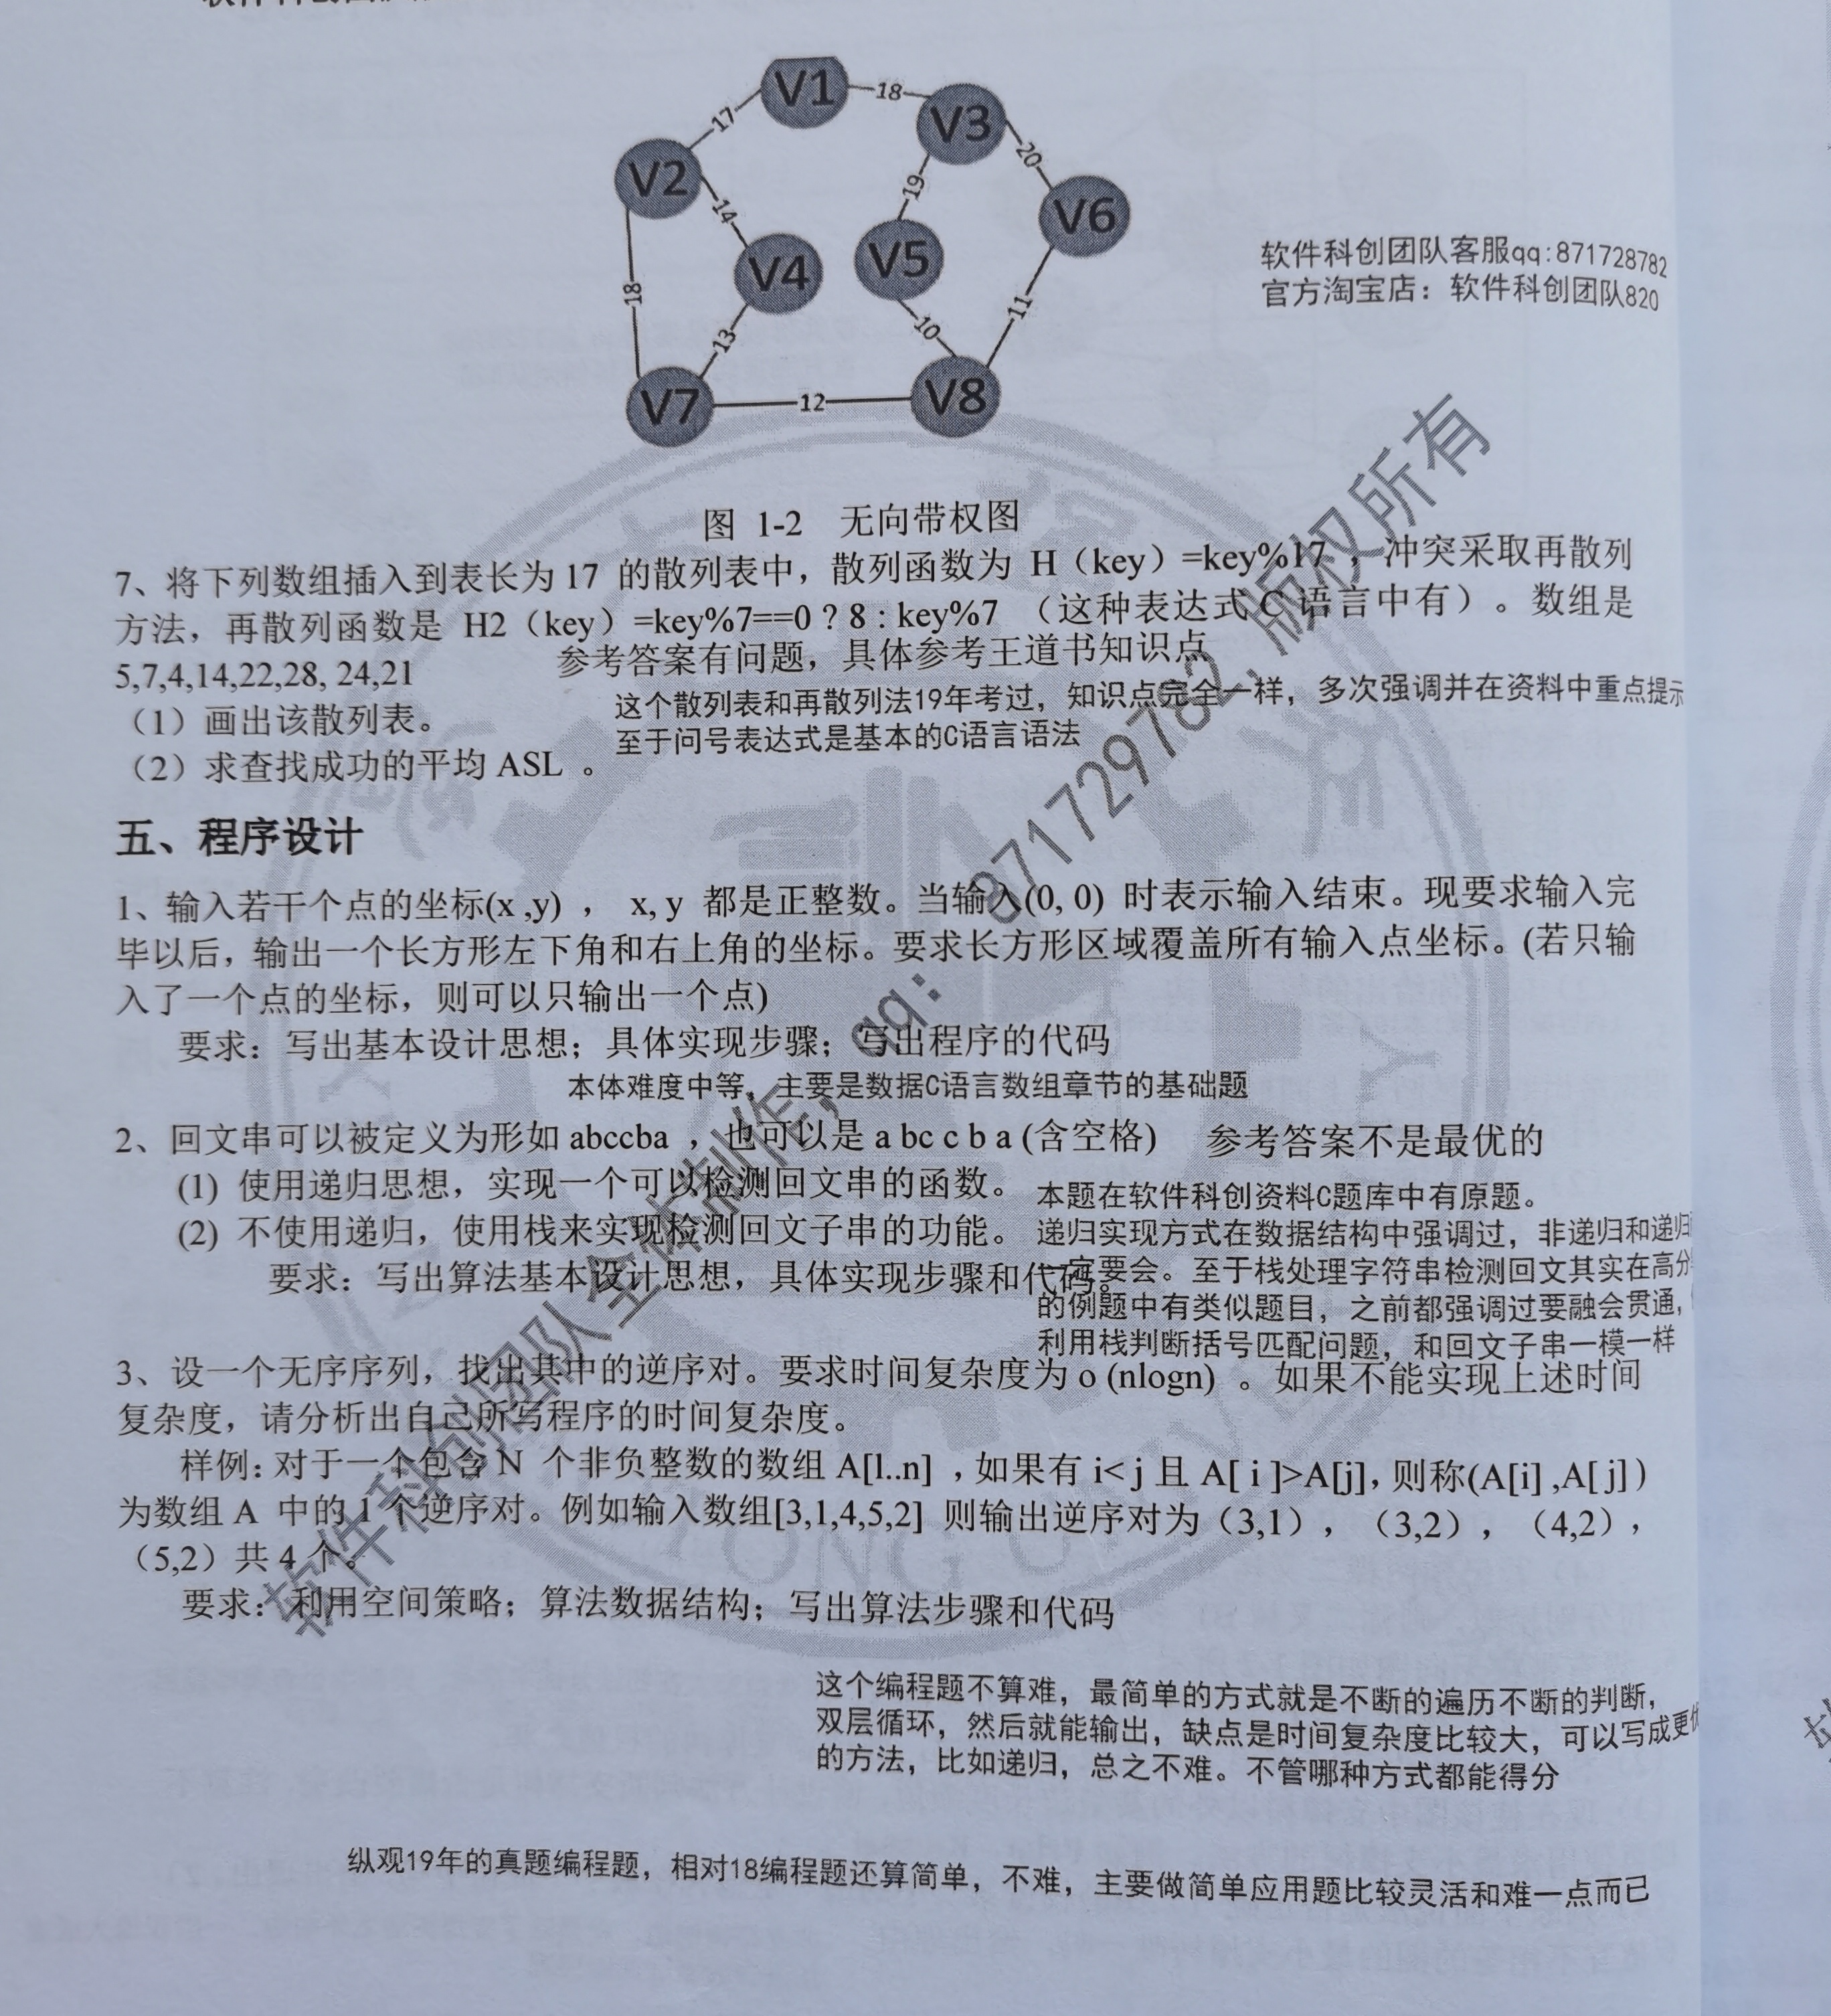 V1
18
V3
17
20
V2
19
14
V6
V5
V4
18
11
10
13
V7
12
V8
软件科创团队客服qq:871728782
官方淘宝店：软件科创团队820
图 1-2 无向带权图
7、将下列数组插入到表长为 17 的散列表中，散列函数为 H（key）=key%17 ，冲突采取再散列
方法，再散列函数是 H2（key）=key%7==0 ? 8 : key%7 （这种表达式 C 语言中有）。数组是
5,7,4,14,22,28, 24,21
参考答案有问题，具体参考王道书知识点
这个散列表和再散列法19年考过，知识点完全一样，多次强调并在资料中重点提示
（1）画出该散列表。
至于问号表达式是基本的C语言语法
（2）求查找成功的平均 ASL 。
五、程序设计
1、输入若干个点的坐标(x ,y) ， x, y 都是正整数。当输入(0, 0) 时表示输入结束。现要求输入完
毕以后，输出一个长方形左下角和右上角的坐标。要求长方形区域覆盖所有输入点坐标。(若只输
入了一个点的坐标，则可以只输出一个点)
要求：写出基本设计思想；具体实现步骤；写出程序的代码
本体难度中等，主要是数据C语言数组章节的基础题
2、回文串可以被定义为形如 abccba ，也可以是 a bc c b a (含空格)
参考答案不是最优的
(1) 使用递归思想，实现一个可以检测回文串的函数。
本题在软件科创资料C题库中有原题。
(2) 不使用递归，使用栈来实现检测回文子串的功能。
递归实现方式在数据结构中强调过，非递归和递归
要求：写出算法基本设计思想，具体实现步骤和代码。
一定要会。至于栈处理字符串检测回文其实在高分
的例题中有类似题目，之前都强调过要融会贯通，
利用栈判断括号匹配问题，和回文子串一模一样
3、设一个无序序列，找出其中的逆序对。要求时间复杂度为 o (nlogn) 。如果不能实现上述时间
复杂度，请分析出自己所写程序的时间复杂度。
样例：对于一个包含 N 个非负整数的数组 A[l..n] ，如果有 i< j 且 A[ i ]>A[j]，则称(A[i] ,A[ j])
为数组 A 中的 1 个逆序对。例如输入数组[3,1,4,5,2] 则输出逆序对为（3,1），（3,2），（4,2），
（5,2）共 4 个。
要求：利用空间策略；算法数据结构；写出算法步骤和代码
这个编程题不算难，最简单的方式就是不断的遍历不断的判断，
双层循环，然后就能输出，缺点是时间复杂度比较大，可以写成更优
的方法，比如递归，总之不难。不管哪种方式都能得分
纵观19年的真题编程题，相对18编程题还算简单，不难，主要做简单应用题比较灵活和难一点而已
软件科创团队全体制作，qq：871729782，版权所有